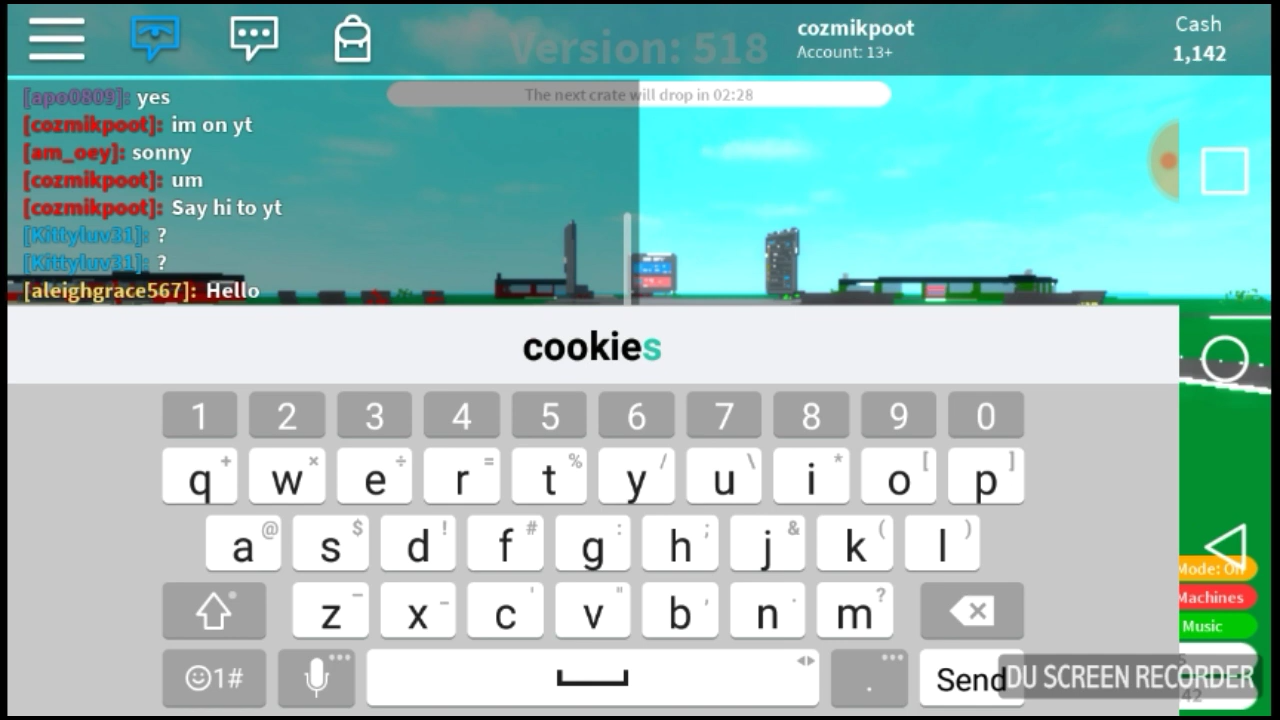 Version: 518
cozmikpoot
Account: 13+
Cash
1,142
The next crate will drop in 02:28
[apo0809]: yes
[cozmikpoot]: im on yt
[am_oey]: sonny
[cozmikpoot]: um
[cozmikpoot]: Say hi to yt
[Kittyluv31]: ?
[Kittyluv31]: ?
[aleighgrace567]: Hello
cookies
1 2 3 4 5 6 7 8 9 0
q + w × e ÷ r = t % y / u \ i * o [ p ]
a @ s $ d ! f # g : h ; j & k ( l )
z - x _ c ' v " b , n . m ?
1# . Send
Mode: On
Machines
Music
42
DU SCREEN RECORDER